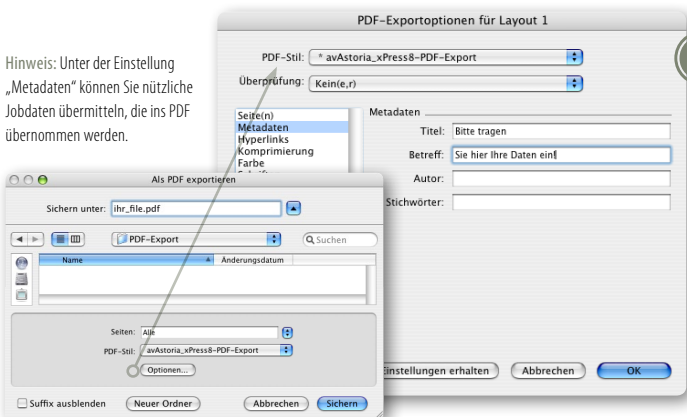 Hinweis: Unter der Einstellung
„Metadaten“ können Sie nützliche
Jobdaten übermitteln, die ins PDF
übernommen werden.
PDF-Exportoptionen für Layout 1
PDF-Stil: * avAstoria_xPress8-PDF-Export
Überprüfung: Kein(e,r)
Seite(n)
Metadaten
Hyperlinks
Komprimierung
Farbe
Metadaten
Titel: Bitte tragen
Betreff: Sie hier Ihre Daten ein!
Autor:
Stichwörter:
Einstellungen erhalten Abbrechen OK
Als PDF exportieren
Sichern unter: ihr_file.pdf
PDF-Export Suchen
Name Änderungsdatum
Seiten: Alle
PDF-Stil: avAstoria_xPress8-PDF-Export
Optionen...
Suffix ausblenden Neuer Ordner Abbrechen Sichern